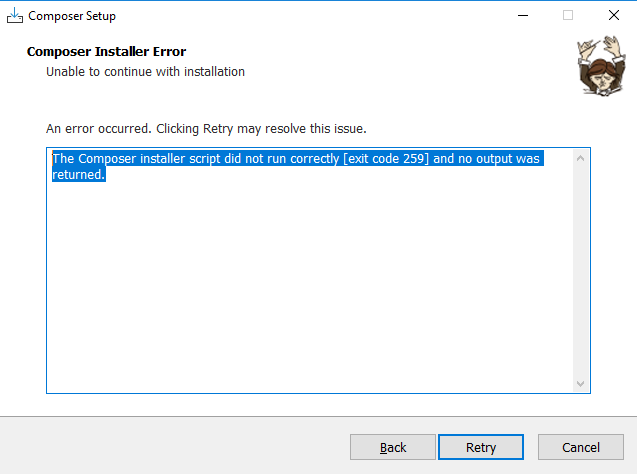 Composer Setup
Composer Installer Error
Unable to continue with installation
An error occurred. Clicking Retry may resolve this issue.
The Composer installer script did not run correctly [exit code 259] and no output was
returned.
Back
Retry
Cancel